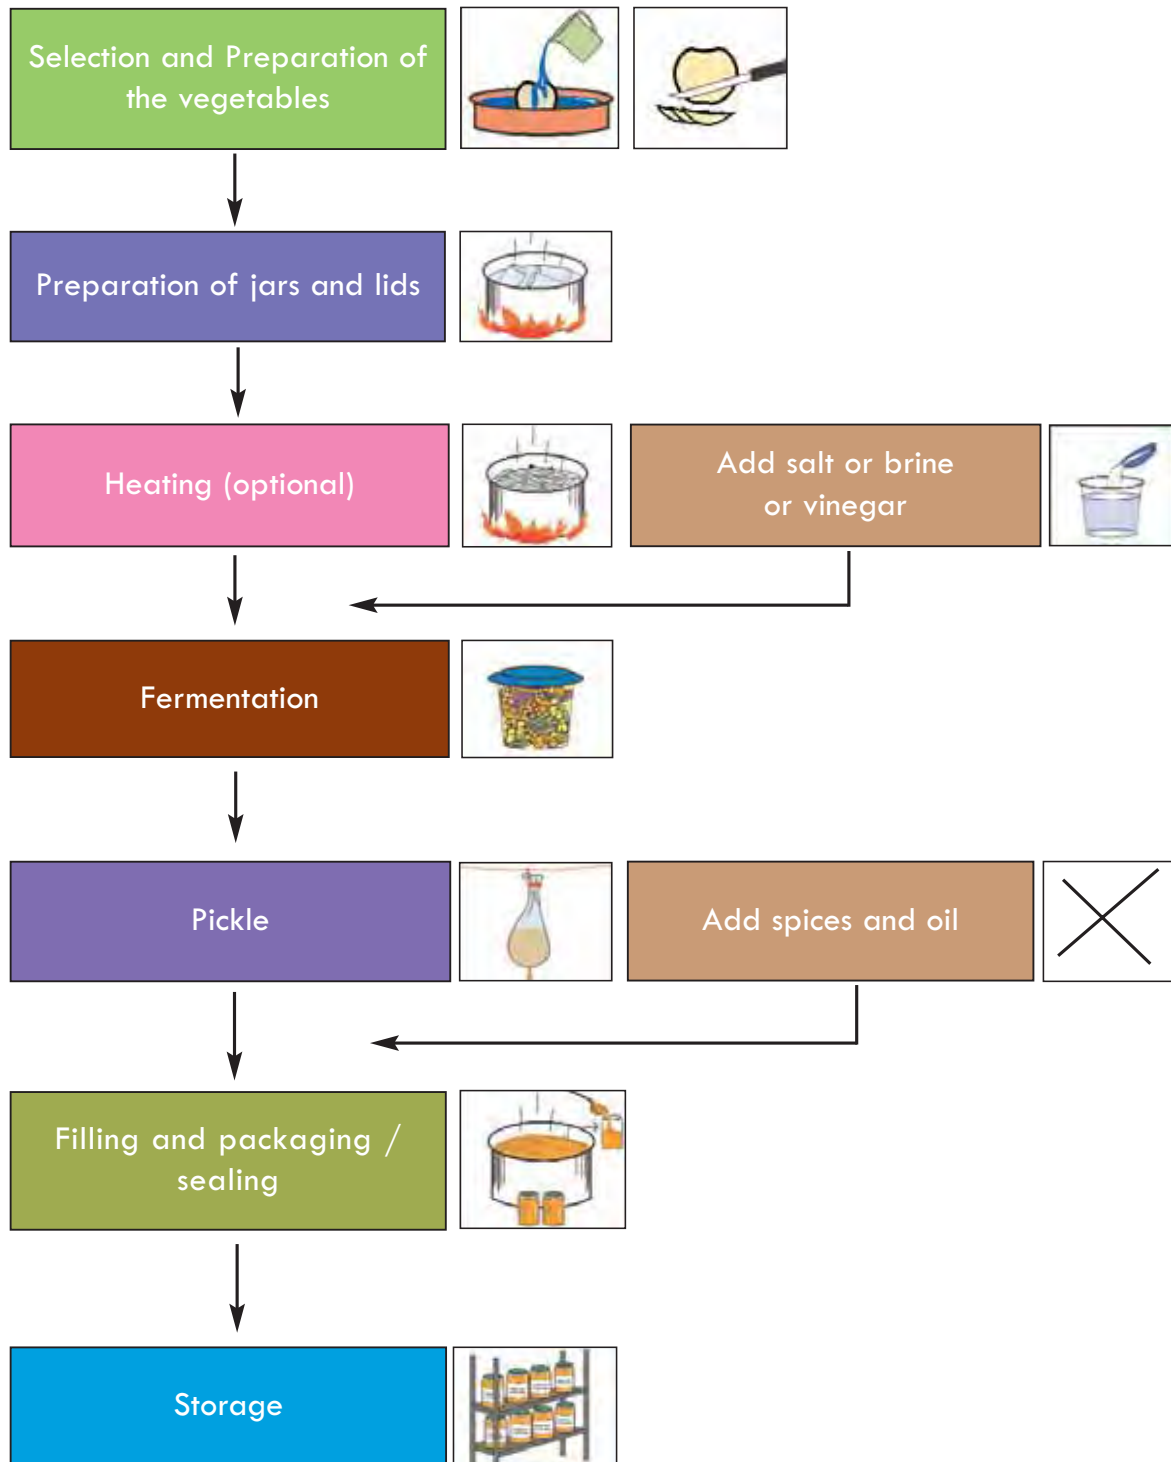 Selection and Preparation of
the vegetables
Preparation of jars and lids
Heating (optional)
Add salt or brine
or vinegar
Fermentation
Pickle
Add spices and oil
Filling and packaging /
sealing
Storage